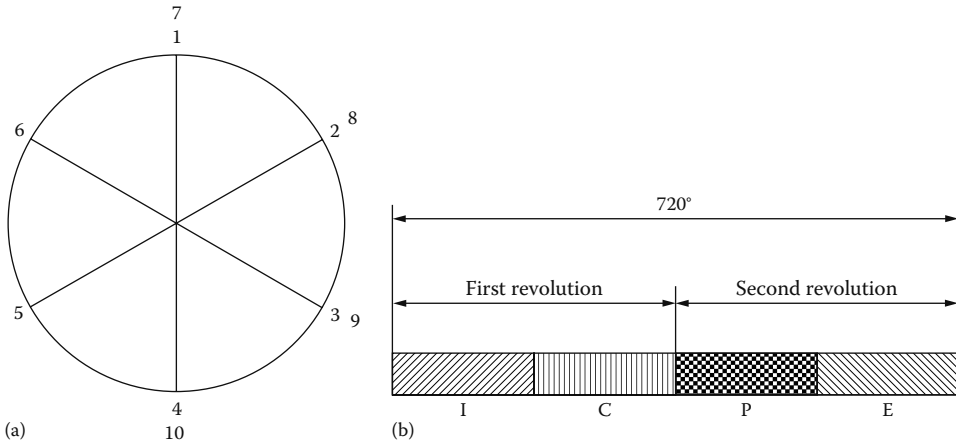 7
1
6
2 8
5
3 9
4
10
(a)
720°
First revolution
Second revolution
I
C
P
E
(b)